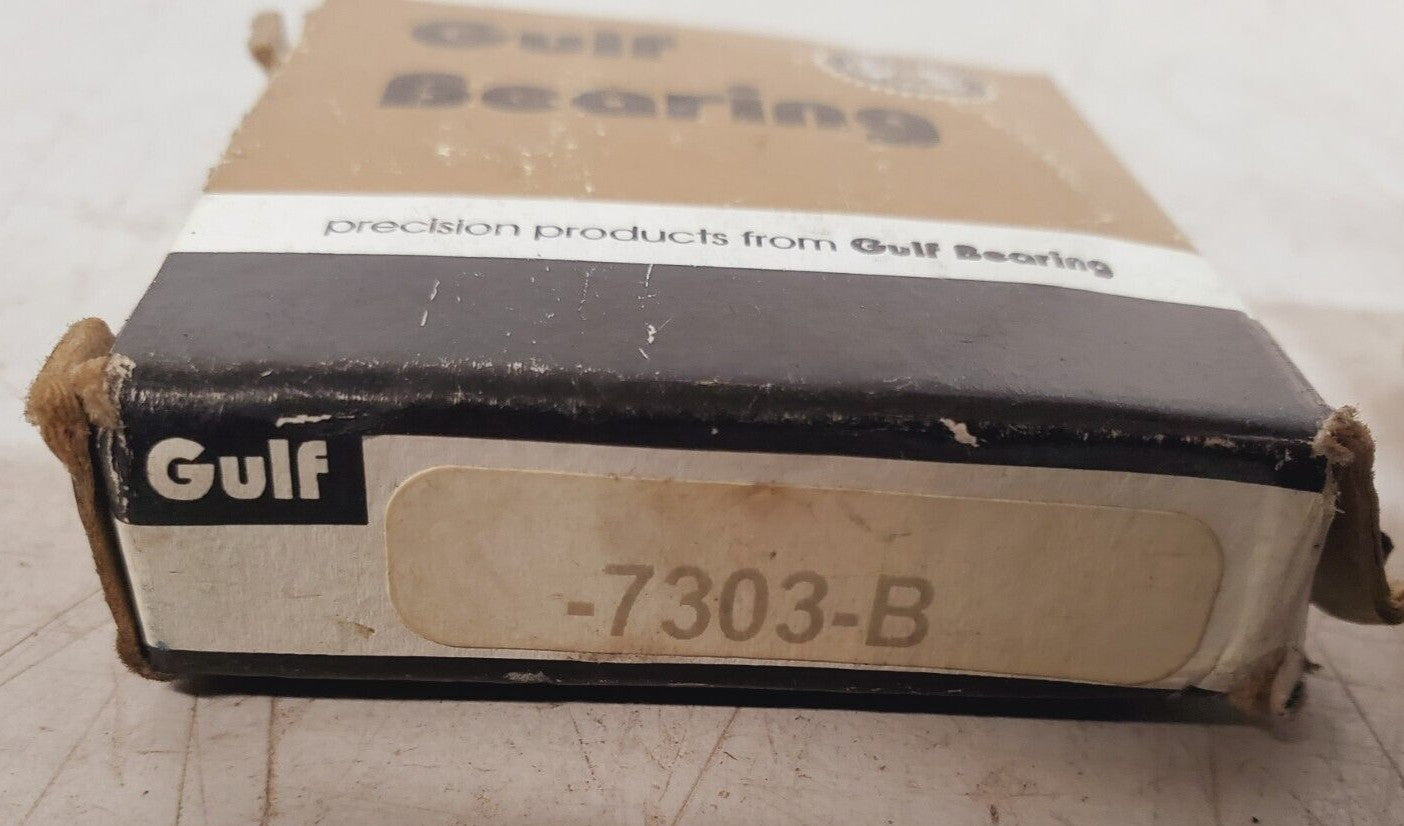 Gulf
Bearing
precision products from Gulf Bearing
Gulf
-7303-B